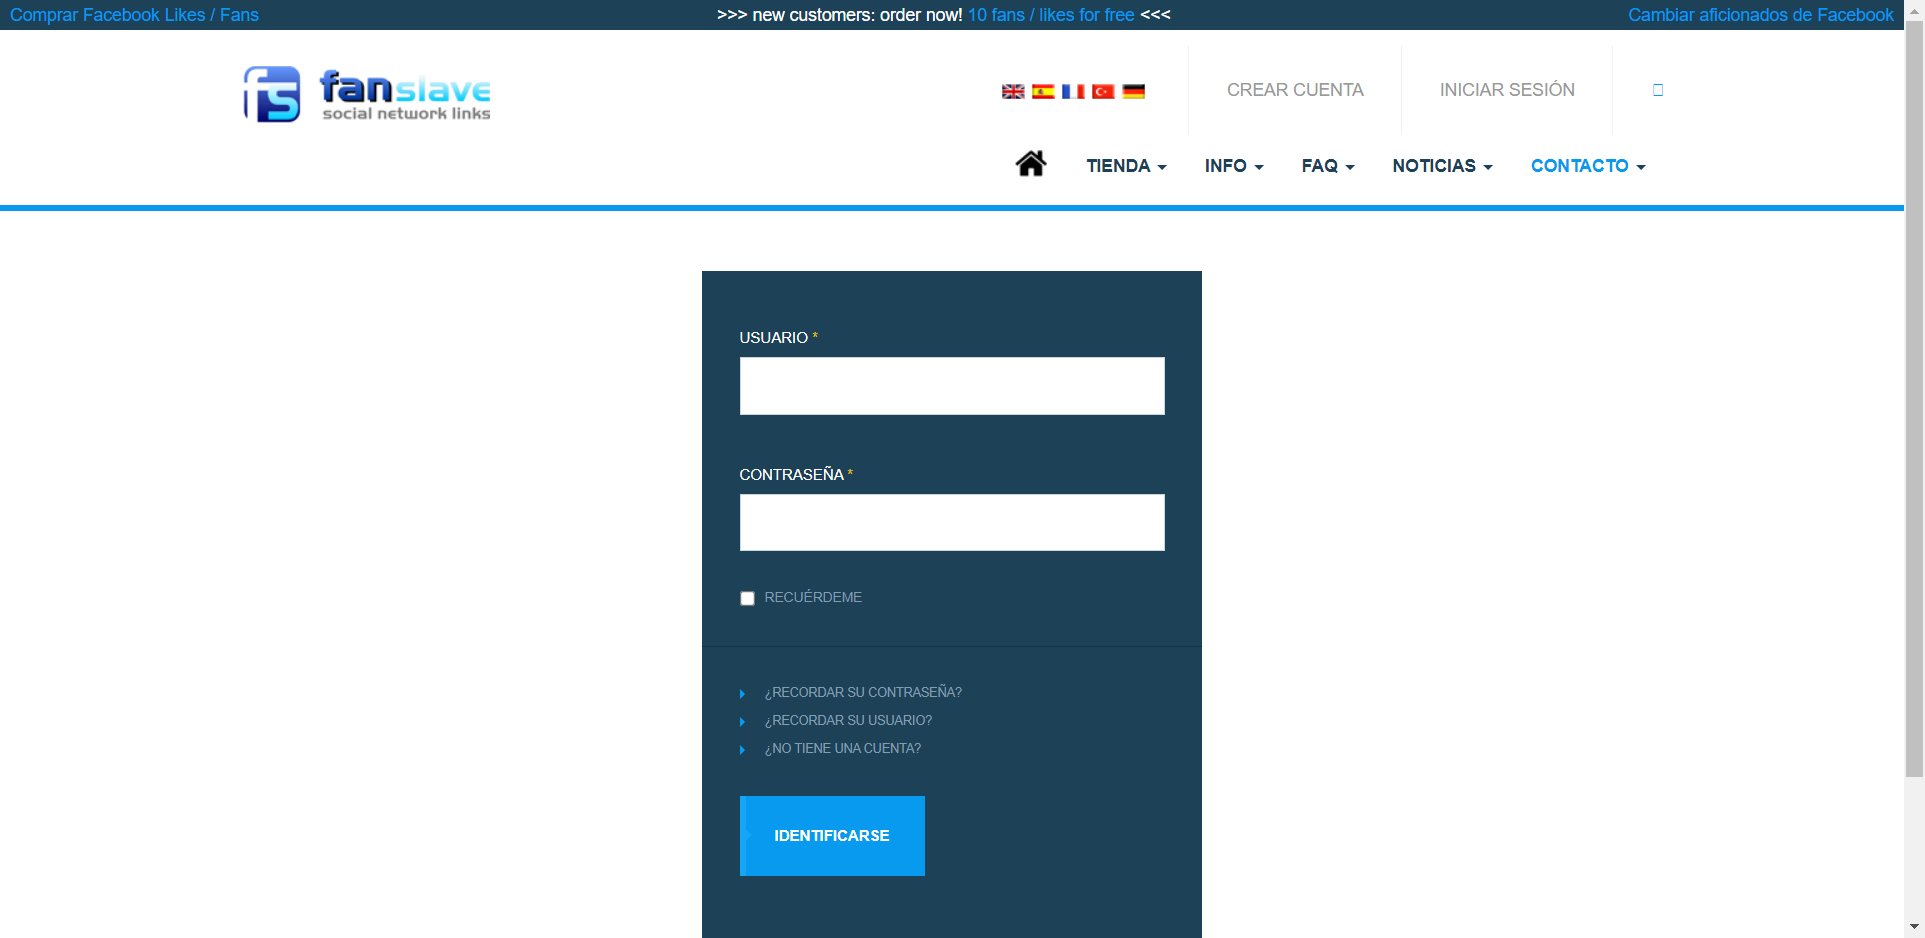 Comprar Facebook Likes / Fans
>>> new customers: order now! 10 fans / likes for free <<<
Cambiar aficionados de Facebook
fs fanslave
social network links
CREAR CUENTA
INICIAR SESIÓN
TIENDA
INFO
FAQ
NOTICIAS
CONTACTO
USUARIO *
CONTRASEÑA *
RECUÉRDEME
¿RECORDAR SU CONTRASEÑA?
¿RECORDAR SU USUARIO?
¿NO TIENE UNA CUENTA?
IDENTIFICARSE